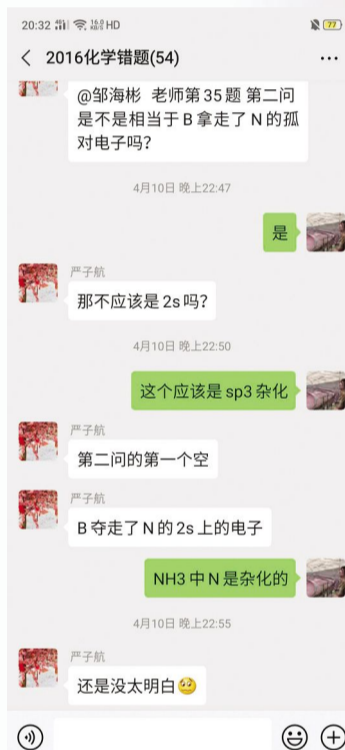 20:32 4G 16.0 KB/S HD 77
2016化学错题(54)
@邹海彬 老师第35题 第二问
是不是相当于B拿走了N的孤
对电子吗?
4月10日 晚上22:47
是
严子航
那不应该是2s吗?
4月10日 晚上22:50
这个应该是sp3杂化
严子航
第二问的第一个空
严子航
B夺走了N的2s上的电子
NH3中N是杂化的
4月10日 晚上22:55
严子航
还是没太明白